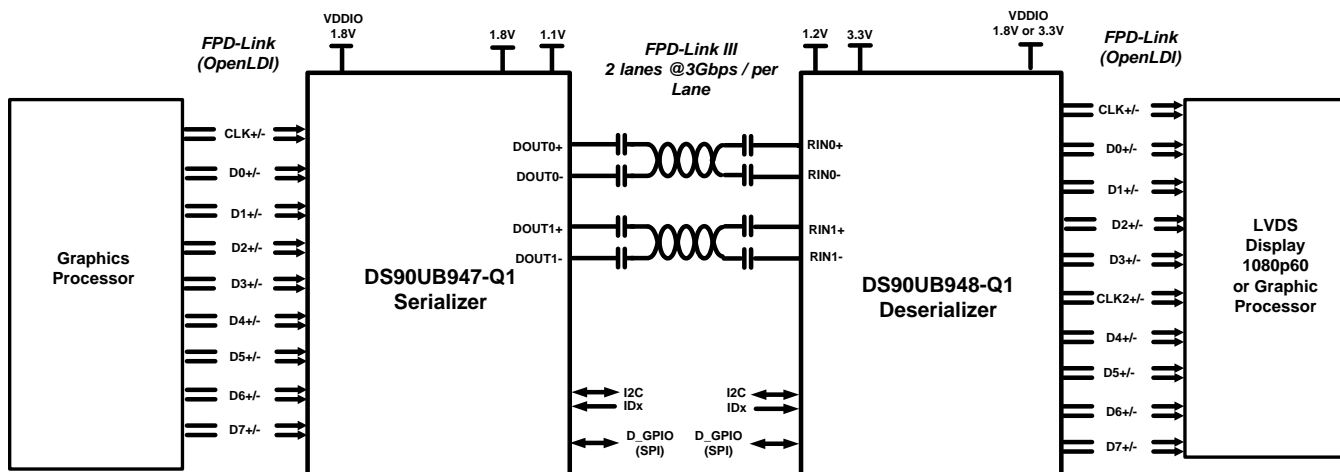 FPD-Link
(OpenLDI)
VDDIO
1.8V
1.8V
1.1V
FPD-Link III
2 lanes @3Gbps / per
Lane
1.2V
3.3V
VDDIO
1.8V or 3.3V
FPD-Link
(OpenLDI)
Graphics
Processor
CLK+/-
D0+/-
D1+/-
D2+/-
D3+/-
D4+/-
D5+/-
D6+/-
D7+/-
DS90UB947-Q1
Serializer
DOUT0+
DOUT0-
DOUT1+
DOUT1-
I2C
IDx
D_GPIO
(SPI)
RIN0+
RIN0-
RIN1+
RIN1-
I2C
IDx
D_GPIO
(SPI)
DS90UB948-Q1
Deserializer
CLK+/-
D0+/-
D1+/-
D2+/-
D3+/-
CLK2+/-
D4+/-
D5+/-
D6+/-
D7+/-
LVDS
Display
1080p60
or Graphic
Processor